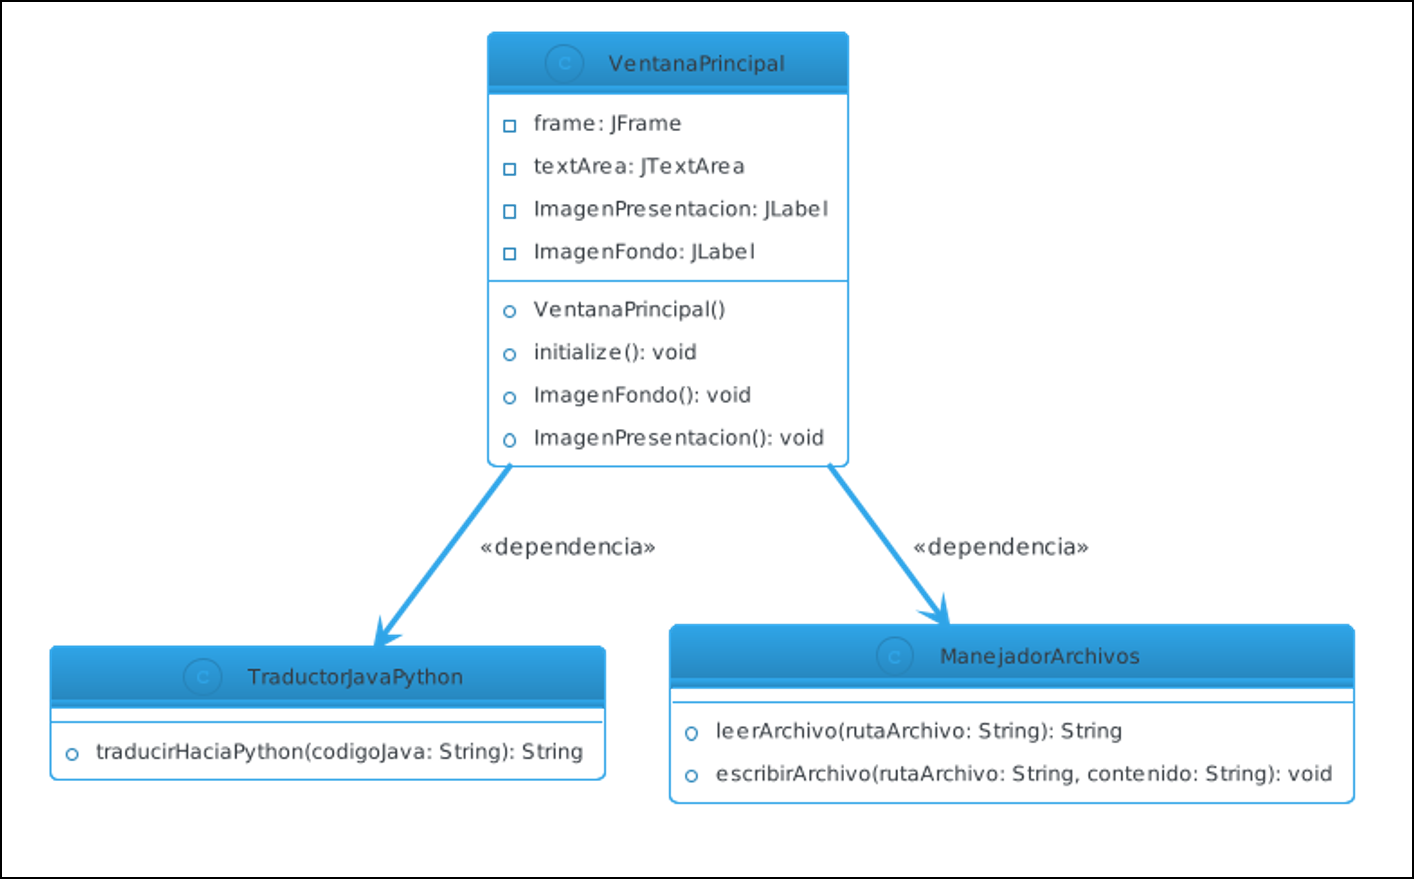 C VentanaPrincipal
frame: JFrame
textArea: JTextArea
ImagenPresentacion: JLabel
ImagenFondo: JLabel
VentanaPrincipal()
initialize(): void
ImagenFondo(): void
ImagenPresentacion(): void
«dependencia»
«dependencia»
C TraductorJavaPython
traducirHaciaPython(codigoJava: String): String
C ManejadorArchivos
leerArchivo(rutaArchivo: String): String
escribirArchivo(rutaArchivo: String, contenido: String): void